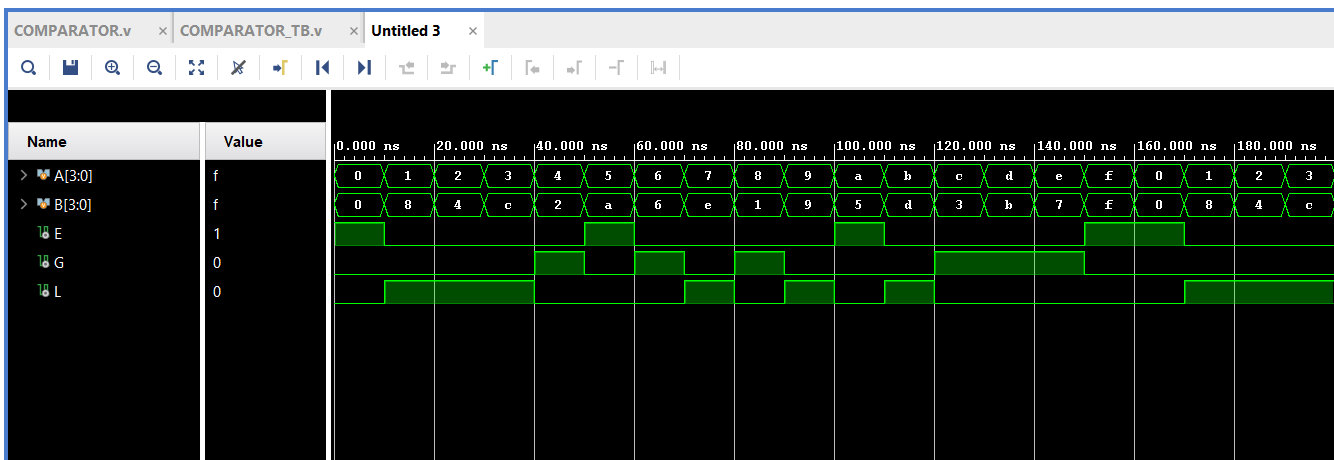 COMPARATOR.v × COMPARATOR_TB.v × Untitled 3 ×
Name Value
0.000 ns 20.000 ns 40.000 ns 60.000 ns 80.000 ns 100.000 ns 120.000 ns 140.000 ns 160.000 ns 180.000 ns
A[3:0] f 0 1 2 3 4 5 6 7 8 9 a b c d e f 0 1 2 3
B[3:0] f 0 8 4 c 2 a 6 e 1 9 5 d 3 b 7 f 0 8 4 c
E 1
G 0
L 0